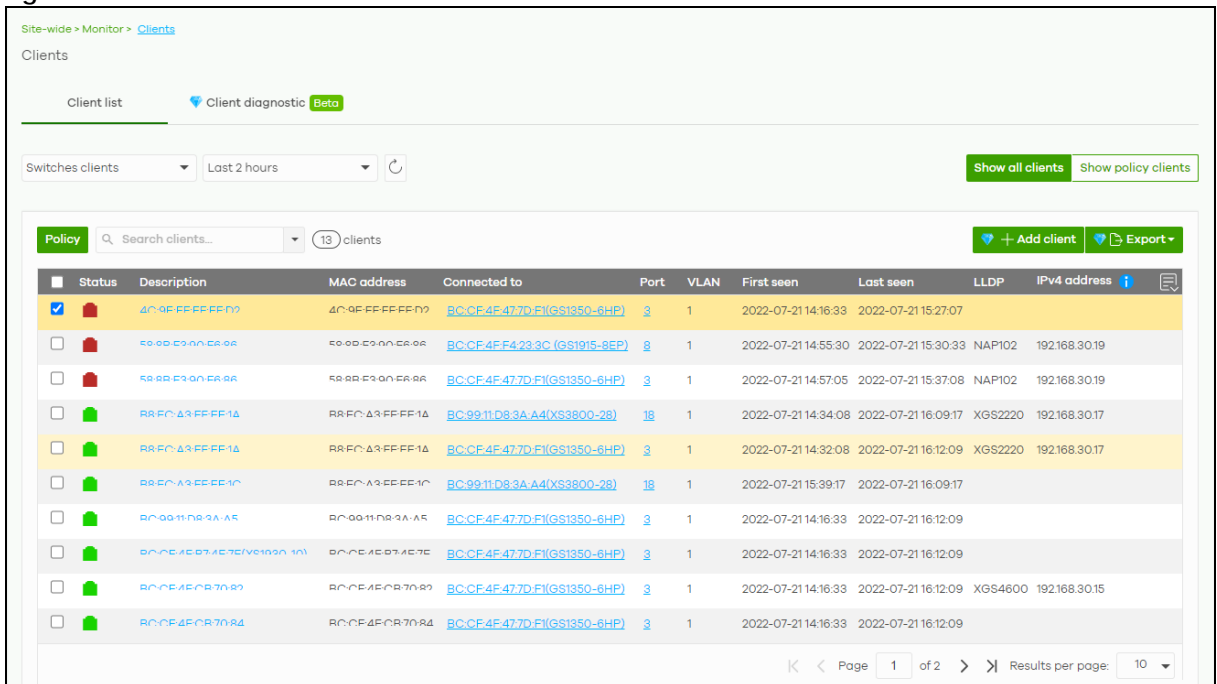 Site-wide > Monitor > Clients
Clients
Client list Client diagnostic Beta
Switches clients Last 2 hours Show all clients Show policy clients
Policy Search clients... 13 clients + Add client Export
Status Description MAC address Connected to Port VLAN First seen Last seen LLDP IPv4 address
BC:CF:4F:47:7D:F1(GS1350-6HP) 3 1 2022-07-21 14:16:33 2022-07-21 15:27:07
BC:CF:4F:F4:23:3C (GS1915-8EP) 8 1 2022-07-21 14:55:30 2022-07-21 15:30:33 NAP102 192.168.30.19
BC:CF:4F:47:7D:F1(GS1350-6HP) 3 1 2022-07-21 14:57:05 2022-07-21 15:37:08 NAP102 192.168.30.19
BC:99:11:D8:3A:A4(XS3800-28) 18 1 2022-07-21 14:34:08 2022-07-21 16:09:17 XGS2220 192.168.30.17
BC:CF:4F:47:7D:F1(GS1350-6HP) 3 1 2022-07-21 14:32:08 2022-07-21 16:12:09 XGS2220 192.168.30.17
BC:99:11:D8:3A:A4(XS3800-28) 18 1 2022-07-21 15:39:17 2022-07-21 16:09:17
BC:CF:4F:47:7D:F1(GS1350-6HP) 3 1 2022-07-21 14:16:33 2022-07-21 16:12:09
BC:CF:4F:47:7D:F1(GS1350-6HP) 3 1 2022-07-21 14:16:33 2022-07-21 16:12:09
BC:CF:4F:47:7D:F1(GS1350-6HP) 3 1 2022-07-21 14:16:33 2022-07-21 16:12:09 XGS4600 192.168.30.15
BC:CF:4F:47:7D:F1(GS1350-6HP) 3 1 2022-07-21 14:16:33 2022-07-21 16:12:09
Page 1 of 2 Results per page: 10